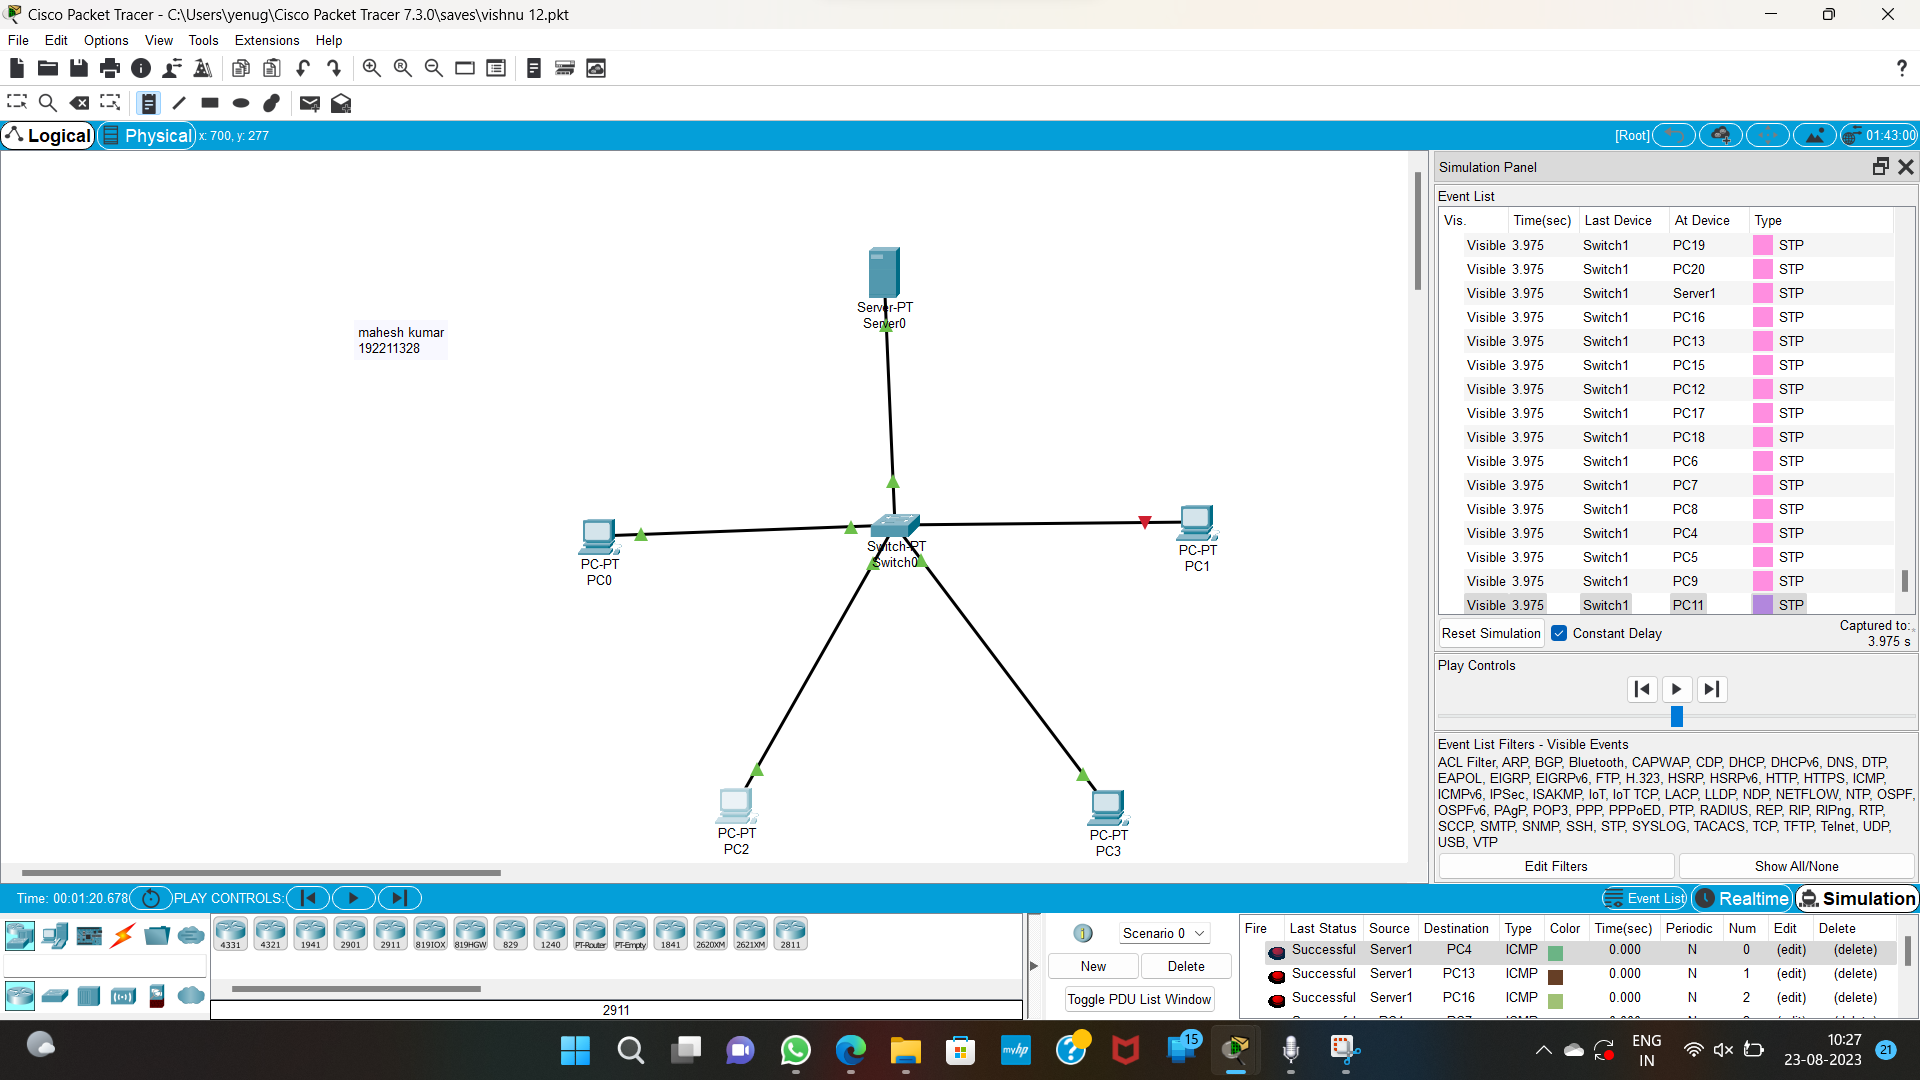 Cisco Packet Tracer - C:\Users\yenug\Cisco Packet Tracer 7.3.0\saves\vishnu 12.pkt
File Edit Options View Tools Extensions Help
Logical Physical x: 700, y: 277 [Root] 01:43:00
Simulation Panel
Event List
Vis. Time(sec) Last Device At Device Type
Visible 3.975 Switch1 PC19 STP
Visible 3.975 Switch1 PC20 STP
Visible 3.975 Switch1 Server1 STP
Visible 3.975 Switch1 PC16 STP
Visible 3.975 Switch1 PC13 STP
Visible 3.975 Switch1 PC15 STP
Visible 3.975 Switch1 PC12 STP
Visible 3.975 Switch1 PC17 STP
Visible 3.975 Switch1 PC18 STP
Visible 3.975 Switch1 PC6 STP
Visible 3.975 Switch1 PC7 STP
Visible 3.975 Switch1 PC8 STP
Visible 3.975 Switch1 PC4 STP
Visible 3.975 Switch1 PC5 STP
Visible 3.975 Switch1 PC9 STP
Visible 3.975 Switch1 PC11 STP
Reset Simulation Constant Delay Captured to:
3.975 s
Play Controls
Event List Filters - Visible Events
ACL Filter, ARP, BGP, Bluetooth, CAPWAP, CDP, DHCP, DHCPv6, DNS, DTP,
EAPOL, EIGRP, EIGRPv6, FTP, H.323, HSRP, HSRPv6, HTTP, HTTPS, ICMP,
ICMPv6, IPSec, ISAKMP, IoT, IoT TCP, LACP, LLDP, NDP, NETFLOW, NTP, OSPF,
OSPFv6, PAgP, POP3, PPP, PPPoED, PTP, RADIUS, REP, RIP, RIPng, RTP,
SCCP, SMTP, SNMP, SSH, STP, SYSLOG, TACACS, TCP, TFTP, Telnet, UDP,
USB, VTP
Edit Filters Show All/None
Server-PT
Server0
mahesh kumar
192211328
Switch-PT
Switch0
PC-PT
PC0
PC-PT
PC1
PC-PT
PC2
PC-PT
PC3
Time: 00:01:20.678 PLAY CONTROLS: Event List Realtime Simulation
4331 4321 1941 2901 2911 819IOX 819HGW 829 1240 PT-Router PT-Empty 1841 2620XM 2621XM 2811
2911
Scenario 0
New Delete
Toggle PDU List Window
Fire Last Status Source Destination Type Color Time(sec) Periodic Num Edit Delete
Successful Server1 PC4 ICMP 0.000 N 0 (edit) (delete)
Successful Server1 PC13 ICMP 0.000 N 1 (edit) (delete)
Successful Server1 PC16 ICMP 0.000 N 2 (edit) (delete)
myhp
15
ENG
IN
10:27
23-08-2023
21